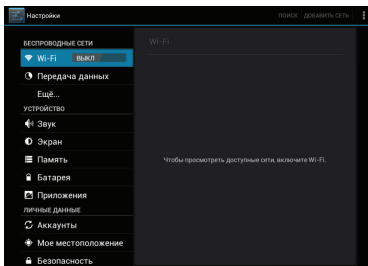 Настройки
ПОИСК
ДОБАВИТЬ СЕТЬ
БЕСПРОВОДНЫЕ СЕТИ
Wi-Fi ВЫКЛ
Передача данных
Ещё...
УСТРОЙСТВО
Звук
Экран
Память
Батарея
Приложения
ЛИЧНЫЕ ДАННЫЕ
Аккаунты
Мое местоположение
Безопасность
Wi-Fi
Чтобы просмотреть доступные сети, включите Wi-Fi.